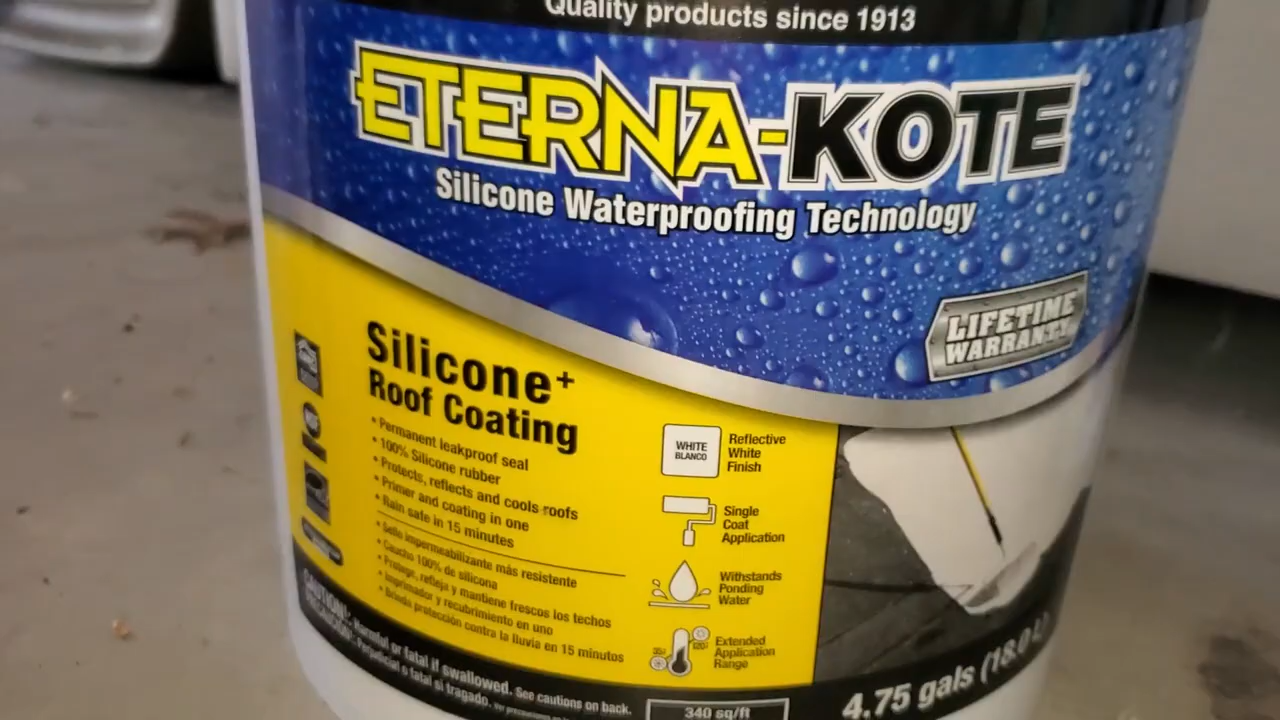 Quality products since 1913
ETERNA-KOTE
Silicone Waterproofing Technology
LIFETIME
WARRANTY
Silicone+
Roof Coating
• Permanent leakproof seal
• 100% Silicone rubber
• Protects, reflects and cools roofs
• Primer and coating in one
• Rain safe in 15 minutes
• Sello impermeabilizante más resistente
• Caucho 100% de silicona
• Protege, refleja y mantiene frescos los techos
• Imprimador y recubrimiento en uno
• Brinda protección contra la lluvia en 15 minutos
WHITE
BLANCO
Reflective
White
Finish
Single
Coat
Application
Withstands
Ponding
Water
Extended
Application
Range
CAUTION!: Harmful or fatal if swallowed. See cautions on back.
Perjudicial o fatal si tragado.
340 sq/ft
4.75 gals (18.0 L)